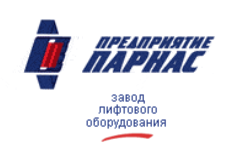 ПРЕДПРИЯТИЕ
ПАРНАС
завод
лифтового
оборудования